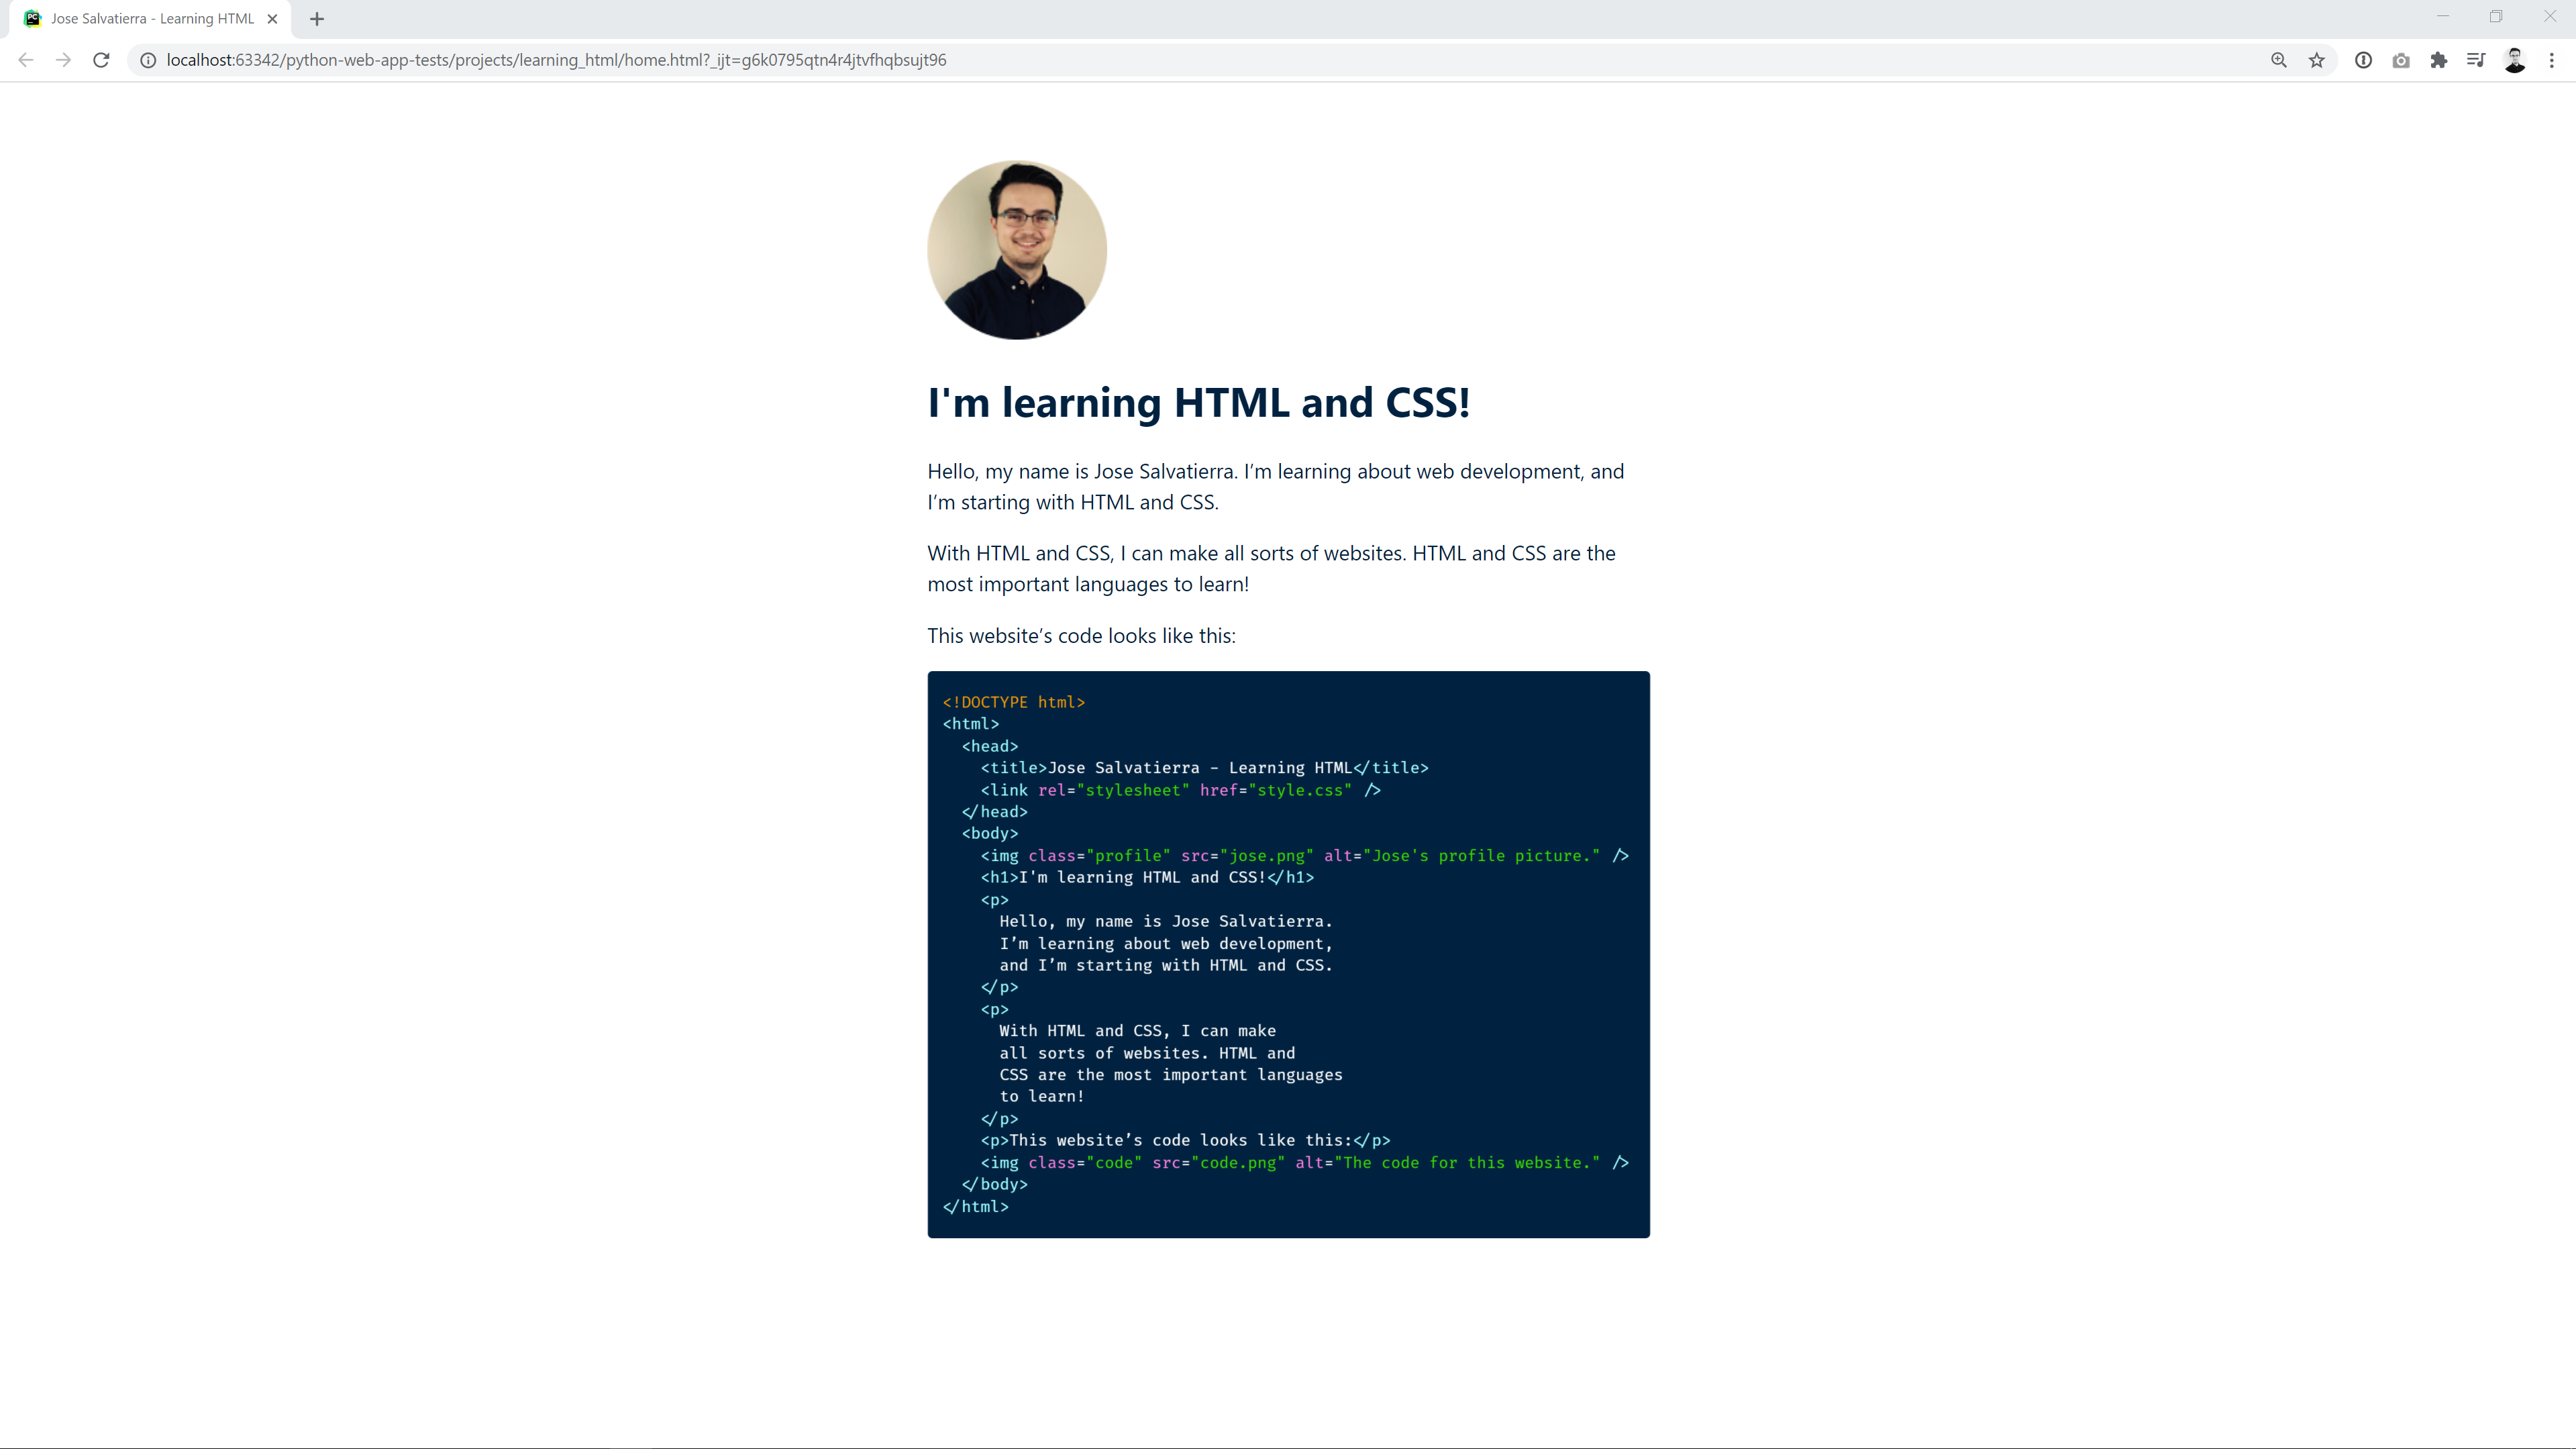 Jose Salvatierra - Learning HTML
localhost:63342/python-web-app-tests/projects/learning_html/home.html?_ijt=g6k0795qtn4r4jtvfhqbsujt96
I'm learning HTML and CSS!
Hello, my name is Jose Salvatierra. I’m learning about web development, and
I’m starting with HTML and CSS.
With HTML and CSS, I can make all sorts of websites. HTML and CSS are the
most important languages to learn!
This website’s code looks like this:
<!DOCTYPE html>
<html>
<head>
<title>Jose Salvatierra - Learning HTML</title>
<link rel="stylesheet" href="style.css" />
</head>
<body>
<img class="profile" src="jose.png" alt="Jose's profile picture." />
<h1>I'm learning HTML and CSS!</h1>
<p>
Hello, my name is Jose Salvatierra.
I’m learning about web development,
and I’m starting with HTML and CSS.
</p>
<p>
With HTML and CSS, I can make
all sorts of websites. HTML and
CSS are the most important languages
to learn!
</p>
<p>This website’s code looks like this:</p>
<img class="code" src="code.png" alt="The code for this website." />
</body>
</html>